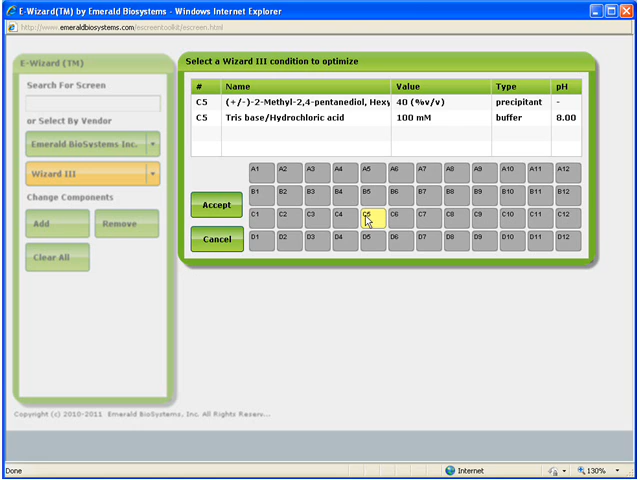 E-Wizard(TM) by Emerald Biosystems - Windows Internet Explorer
http://www.emeraldbiosystems.com/escreentoolkit/escreen.html
E-Wizard (TM)
Search For Screen
or Select By Vendor
Emerald BioSystems Inc.
Wizard III
Change Components
Add Remove
Clear All
Select a Wizard III condition to optimize
# Name Value Type pH
C5 (+/-)-2-Methyl-2,4-pentanediol, Hexy 40 (%v/v) precipitant -
C5 Tris base/Hydrochloric acid 100 mM buffer 8.00
A1 A2 A3 A4 A5 A6 A7 A8 A9 A10 A11 A12
B1 B2 B3 B4 B5 B6 B7 B8 B9 B10 B11 B12
C1 C2 C3 C4 C5 C6 C7 C8 C9 C10 C11 C12
D1 D2 D3 D4 D5 D6 D7 D8 D9 D10 D11 D12
Accept
Cancel
Copyright (c) 2010-2011 Emerald BioSystems, Inc. All Rights Reserv...
Done Internet 130%